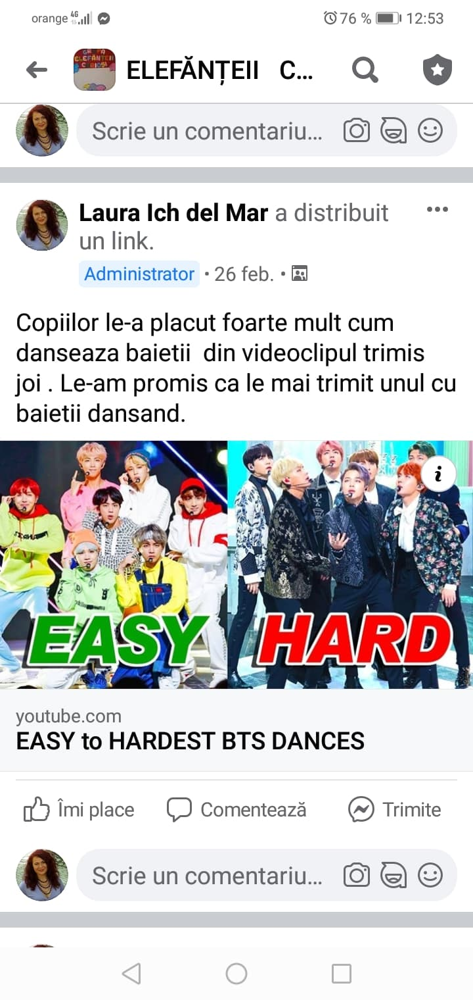 orange 4G 76 % 12:53
GRUPA
ELEFĂNTEII
CURIOȘI
ELEFĂNȚEII C...
Scrie un comentariu...
Laura Ich del Mar a distribuit
un link.
Administrator • 26 feb. •
Copiilor le-a placut foarte mult cum
danseaza baietii din videoclipul trimis
joi . Le-am promis ca le mai trimit unul cu
baietii dansand.
i
EASY HARD
youtube.com
EASY to HARDEST BTS DANCES
Îmi place Comentează Trimite
Scrie un comentariu...